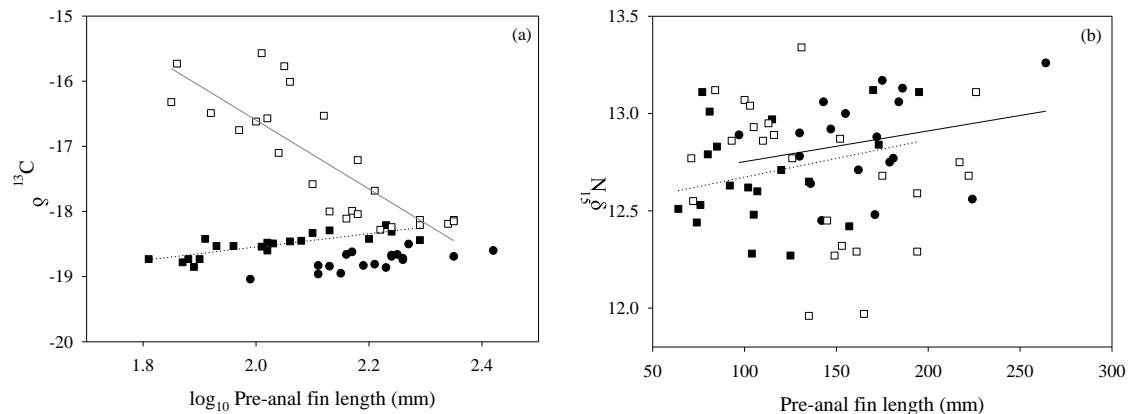 -15
-16
-17
-18
-19
-20
δ ¹³C
(a)
1.8 2.0 2.2 2.4
log₁₀ Pre-anal fin length (mm)
13.5
13.0
12.5
12.0
δ¹⁵N
(b)
50 100 150 200 250 300
Pre-anal fin length (mm)